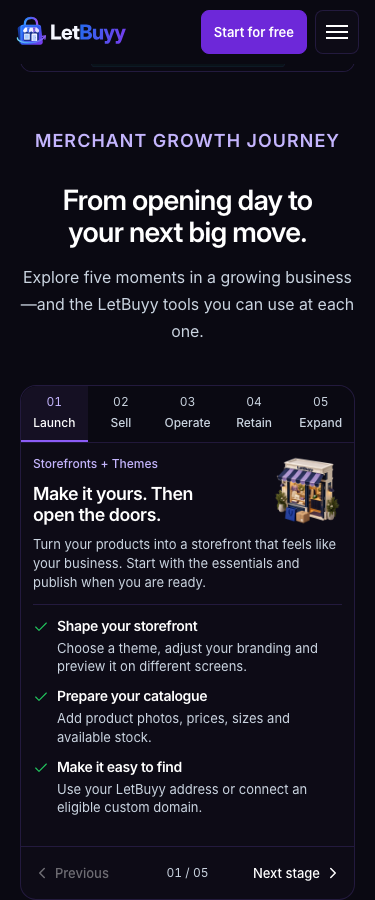 LetBuyy
Start for free
MERCHANT GROWTH JOURNEY
From opening day to
your next big move.
Explore five moments in a growing business
—and the LetBuyy tools you can use at each
one.
01 02 03 04 05
Launch Sell Operate Retain Expand
Storefronts + Themes
Make it yours. Then
open the doors.
Turn your products into a storefront that feels like
your business. Start with the essentials and
publish when you are ready.
Shape your storefront
Choose a theme, adjust your branding and
preview it on different screens.
Prepare your catalogue
Add product photos, prices, sizes and
available stock.
Make it easy to find
Use your LetBuyy address or connect an
eligible custom domain.
Previous 01 / 05 Next stage